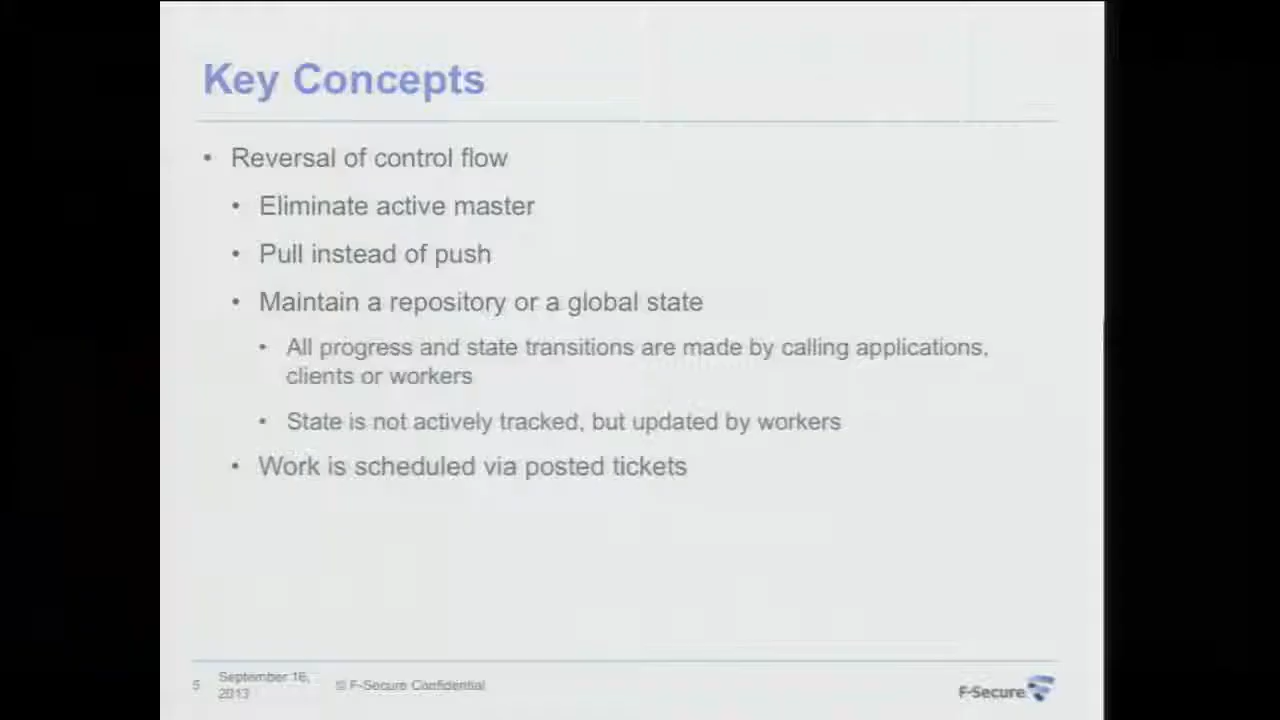 Key Concepts
• Reversal of control flow
• Eliminate active master
• Pull instead of push
• Maintain a repository or a global state
• All progress and state transitions are made by calling applications,
clients or workers
• State is not actively tracked, but updated by workers
• Work is scheduled via posted tickets
5
September 16,
2013
© F-Secure Confidential
F-Secure